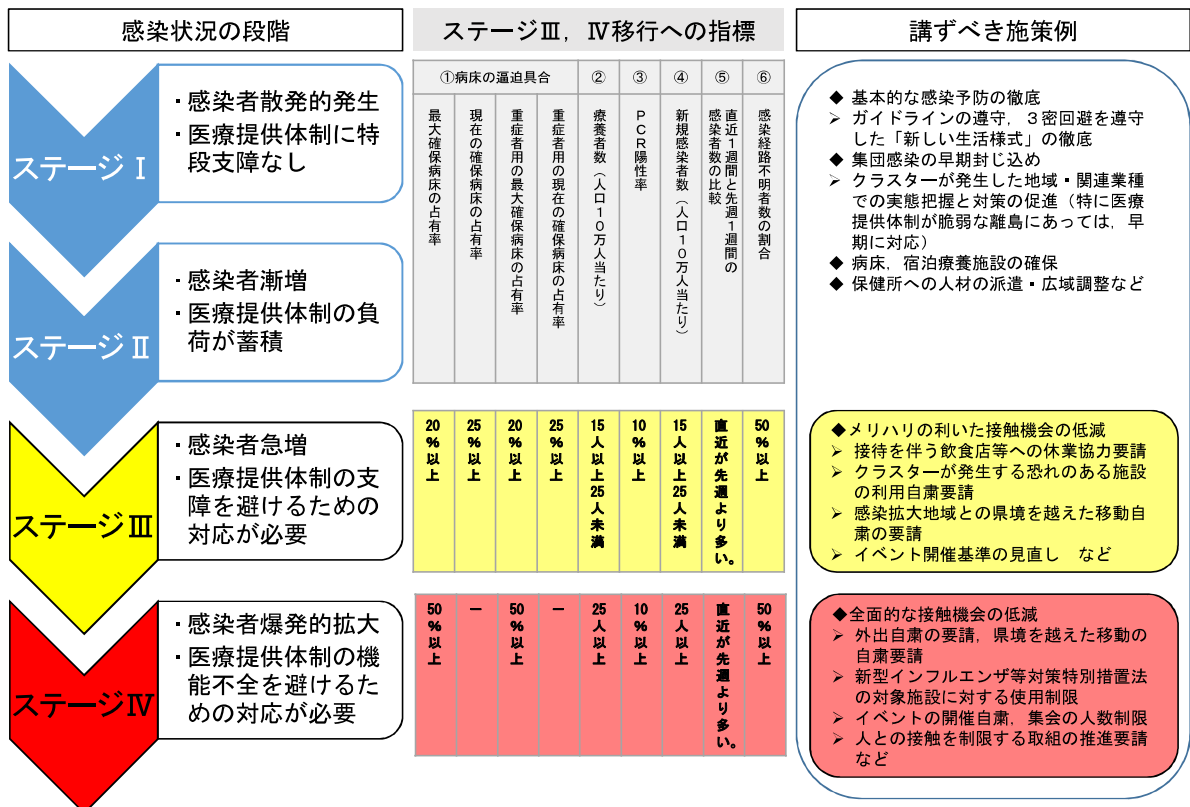 感染状況の段階
ステージⅢ，Ⅳ移行への指標
講ずべき施策例
ステージⅠ
・感染者散発的発生
・医療提供体制に特
段支障なし
ステージⅡ
・感染者漸増
・医療提供体制の負
荷が蓄積
ステージⅢ
・感染者急増
・医療提供体制の支
障を避けるための
対応が必要
ステージⅣ
・感染者爆発的拡大
・医療提供体制の機
能不全を避けるた
めの対応が必要
①病床の逼迫具合
②
③
④
⑤
⑥
最大確保病床の占有率
現在の確保病床の占有率
重症者用の最大確保病床の占有率
重症者用の現在の確保病床の占有率
療養者数（人口１０万人当たり）
ＰＣＲ陽性率
新規感染者数（人口１０万人当たり）
直近１週間と先週１週間の
感染者数の比較
感染経路不明者数の割合
20％以上
25％以上
20％以上
25％以上
15人以上25人未満
10％以上
15人以上25人未満
直近が先週より多い。
50％以上
50％以上
－
50％以上
－
25人以上
10％以上
25人以上
直近が先週より多い。
50％以上
◆ 基本的な感染予防の徹底
➢ ガイドラインの遵守，３密回避を遵守
した「新しい生活様式」の徹底
◆ 集団感染の早期封じ込め
➢ クラスターが発生した地域・関連業種
での実態把握と対策の促進（特に医療
提供体制が脆弱な離島にあっては，早
期に対応）
◆ 病床，宿泊療養施設の確保
◆ 保健所への人材の派遣・広域調整など
◆メリハリの利いた接触機会の低減
➢ 接待を伴う飲食店等への休業協力要請
➢ クラスターが発生する恐れのある施設
の利用自粛要請
➢ 感染拡大地域との県境を越えた移動自
粛の要請
➢ イベント開催基準の見直し　など
◆全面的な接触機会の低減
➢ 外出自粛の要請，県境を越えた移動の
自粛要請
➢ 新型インフルエンザ等対策特別措置法
の対象施設に対する使用制限
➢ イベントの開催自粛，集会の人数制限
➢ 人との接触を制限する取組の推進要請
など